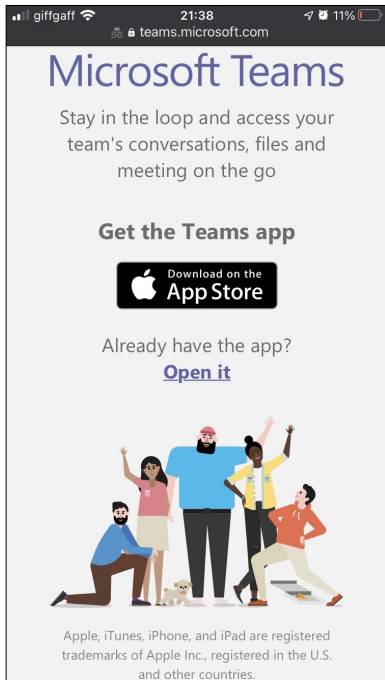 giffgaff 21:38 11%
teams.microsoft.com
Microsoft Teams
Stay in the loop and access your
team's conversations, files and
meeting on the go
Get the Teams app
Download on the
App Store
Already have the app?
Open it
Apple, iTunes, iPhone, and iPad are registered
trademarks of Apple Inc., registered in the U.S.
and other countries.